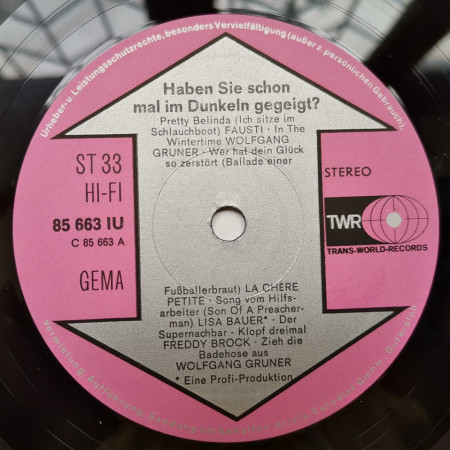 Urheber- u. Leistungsschutzrechte, besonders Vervielfältigung (außer z. persönlichen Gebrauch),
Haben Sie schon
mal im Dunkeln gegeigt?
Pretty Belinda (Ich sitze im
Schlauchboot) FAUSTI · In The
Wintertime WOLFGANG
GRUNER · Wer hat dein Glück
so zerstört (Ballade einer
ST 33
HI-FI
85 663 IU
C 85 663 A
GEMA
STEREO
TWR
TRANS-WORLD-RECORDS
Fußballerbraut) LA CHÈRE
PETITE · Song vom Hilfs-
arbeiter (Son Of A Preacher-
man) LISA BAUER* · Der
Supernachbar · Klopf dreimal
FREDDY BROCK · Zieh die
Badehose aus
WOLFGANG GRUNER
* Eine Profi-Produktion
Vermietung, Aufführung, Sendung